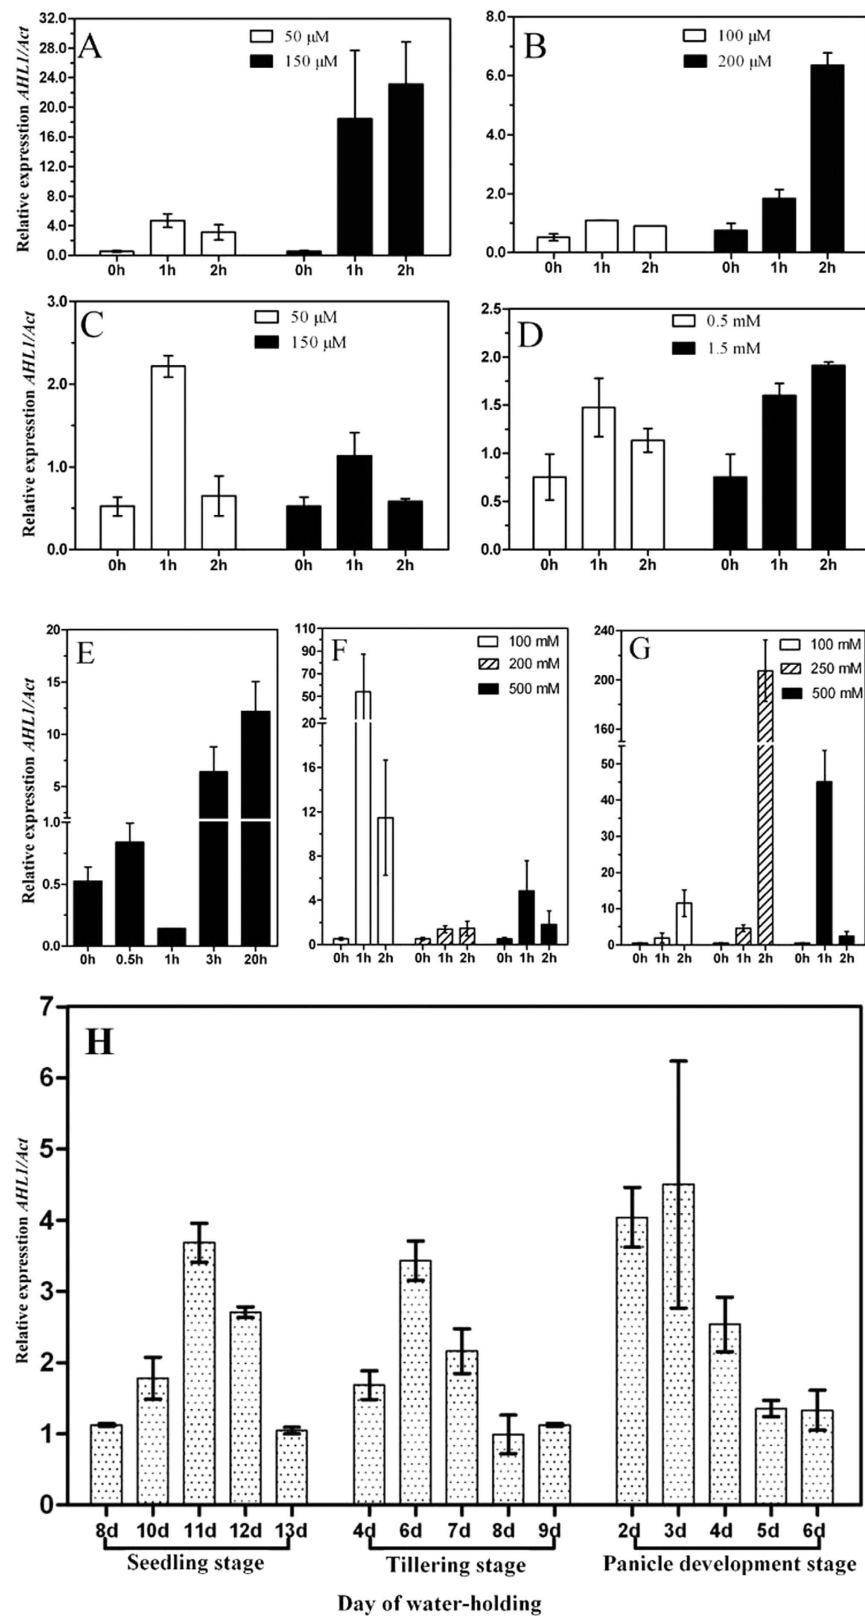 A
50 μM
150 μM
Relative expresstion AHL1/Act
32.0
28.0
24.0
20.0
16.0
12.0
8.0
4.0
0.0
0h 1h 2h 0h 1h 2h
B
100 μM
200 μM
8.0
6.0
4.0
2.0
0.0
0h 1h 2h 0h 1h 2h
C
50 μM
150 μM
Relative expresstion AHL1/Act
3.0
2.0
1.0
0.0
0h 1h 2h 0h 1h 2h
D
0.5 mM
1.5 mM
2.5
2.0
1.5
1.0
0.5
0.0
0h 1h 2h 0h 1h 2h
E
Relative expresstion AHL1/Act
20
15
10
5
1.0
0.5
0.0
0h 0.5h 1h 3h 20h
F
100 mM
200 mM
500 mM
110
90
70
50
20
16
12
8
4
0
0h 1h 2h 0h 1h 2h 0h 1h 2h
G
100 mM
250 mM
500 mM
240
200
160
50
40
30
20
10
0
0h 1h 2h 0h 1h 2h 0h 1h 2h
H
Relative expresstion AHL1/Act
7
6
5
4
3
2
1
0
8d 10d 11d 12d 13d 4d 6d 7d 8d 9d 2d 3d 4d 5d 6d
Seedling stage Tillering stage Panicle development stage
Day of water-holding